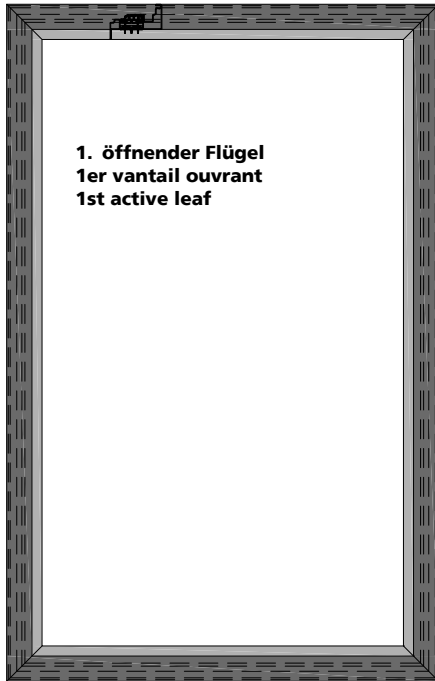 1. öffnender Flügel
1er vantail ouvrant
1st active leaf